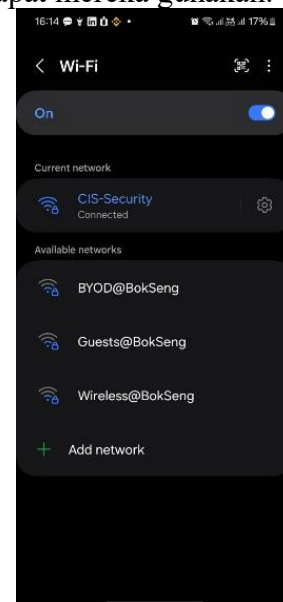 16:14 17%
Wi-Fi
On
Current network
CIS-Security
Connected
Available networks
BYOD@BokSeng
Guests@BokSeng
Wireless@BokSeng
Add network